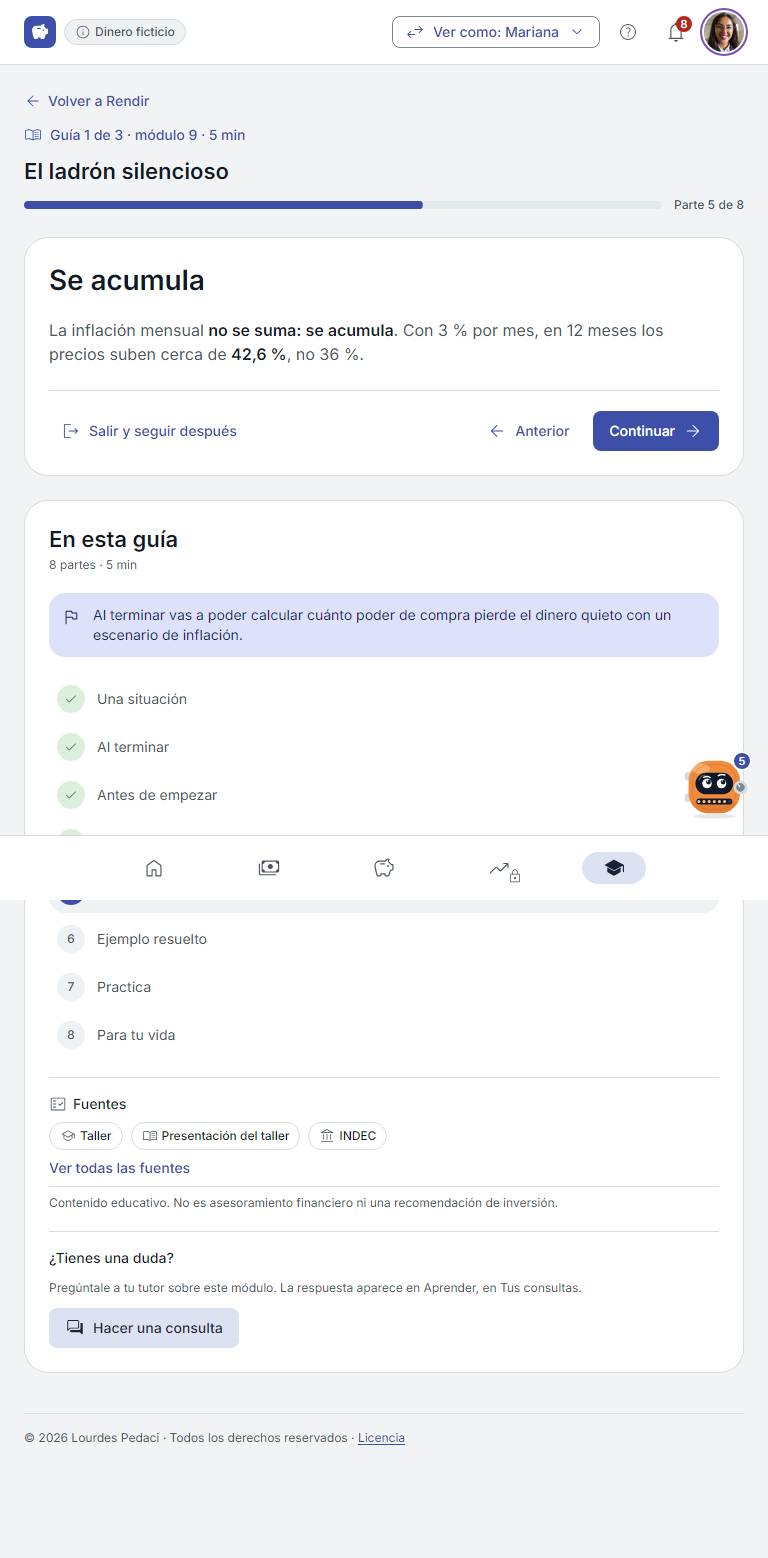 Dinero ficticio
Ver como: Mariana
8
Volver a Rendir
Guía 1 de 3 · módulo 9 · 5 min
El ladrón silencioso
Parte 5 de 8
Se acumula
La inflación mensual no se suma: se acumula. Con 3 % por mes, en 12 meses los
precios suben cerca de 42,6 %, no 36 %.
Salir y seguir después
Anterior
Continuar
En esta guía
8 partes · 5 min
Al terminar vas a poder calcular cuánto poder de compra pierde el dinero quieto con un
escenario de inflación.
Una situación
Al terminar
5
Antes de empezar
6 Ejemplo resuelto
7 Practica
8 Para tu vida
Fuentes
Taller
Presentación del taller
INDEC
Ver todas las fuentes
Contenido educativo. No es asesoramiento financiero ni una recomendación de inversión.
¿Tienes una duda?
Pregúntale a tu tutor sobre este módulo. La respuesta aparece en Aprender, en Tus consultas.
Hacer una consulta
© 2026 Lourdes Pedaci · Todos los derechos reservados · Licencia